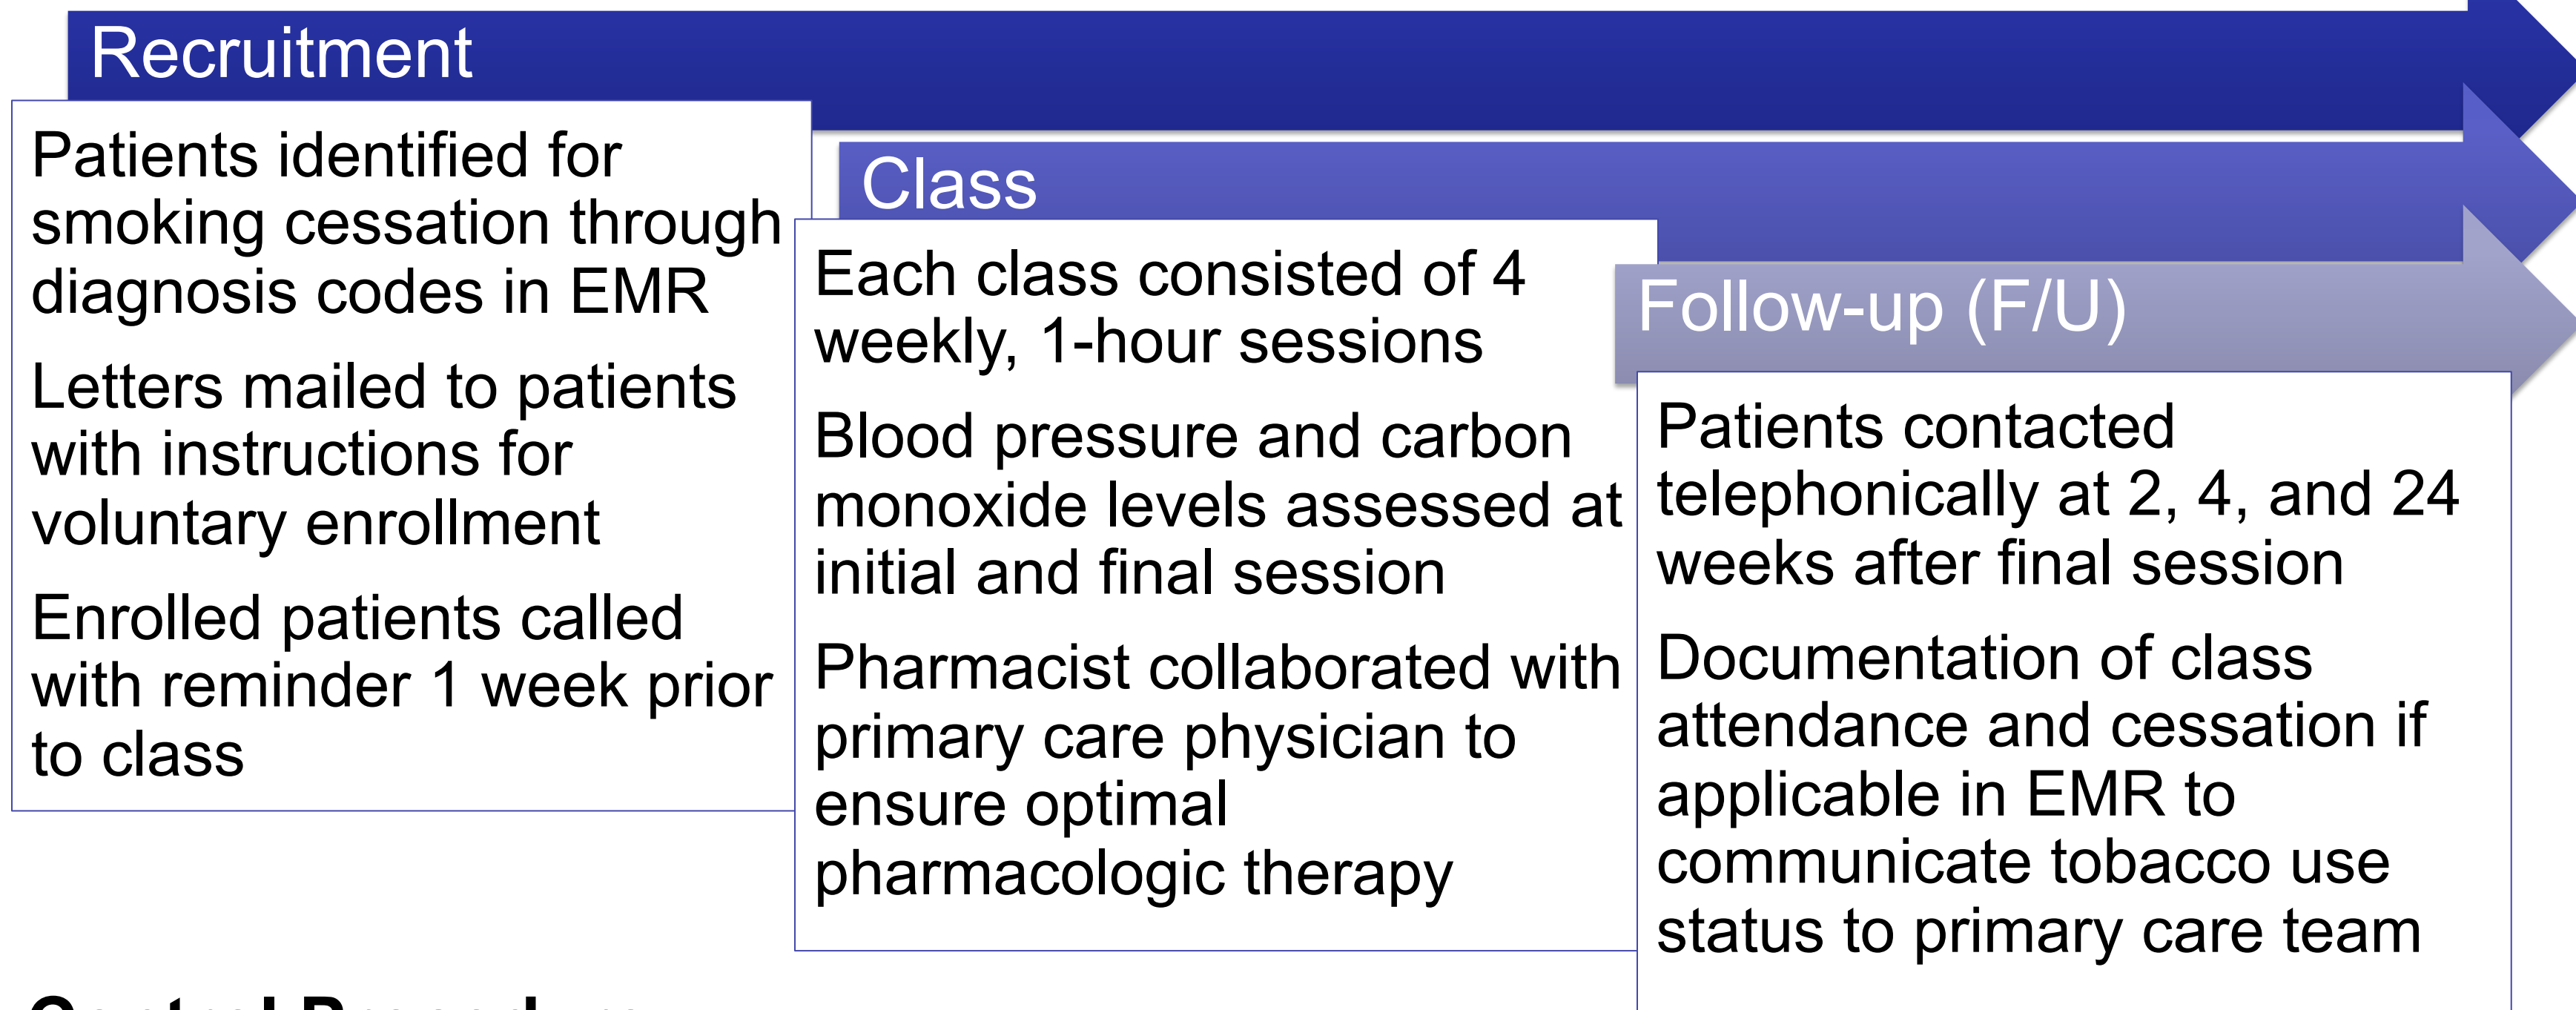 Recruitment
Patients identified for
smoking cessation through
diagnosis codes in EMR
Letters mailed to patients
with instructions for
voluntary enrollment
Enrolled patients called
with reminder 1 week prior
to class
Class
Each class consisted of 4
weekly, 1-hour sessions
Blood pressure and carbon
monoxide levels assessed at
initial and final session
Pharmacist collaborated with
primary care physician to
ensure optimal
pharmacologic therapy
Follow-up (F/U)
Patients contacted
telephonically at 2, 4, and 24
weeks after final session
Documentation of class
attendance and cessation if
applicable in EMR to
communicate tobacco use
status to primary care team